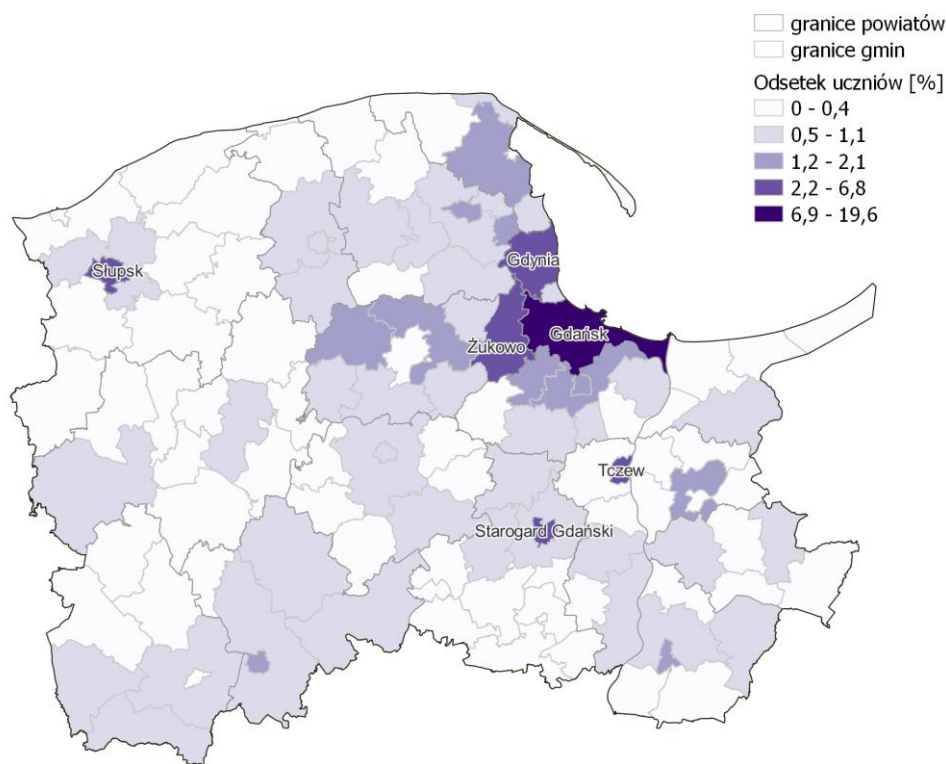 granice powiatów
granice gmin
Odsetek uczniów [%]
0 - 0,4
0,5 - 1,1
1,2 - 2,1
2,2 - 6,8
6,9 - 19,6
Gdynia
Słupsk
Gdańsk
Żukowo
Tczew
Starogard Gdański